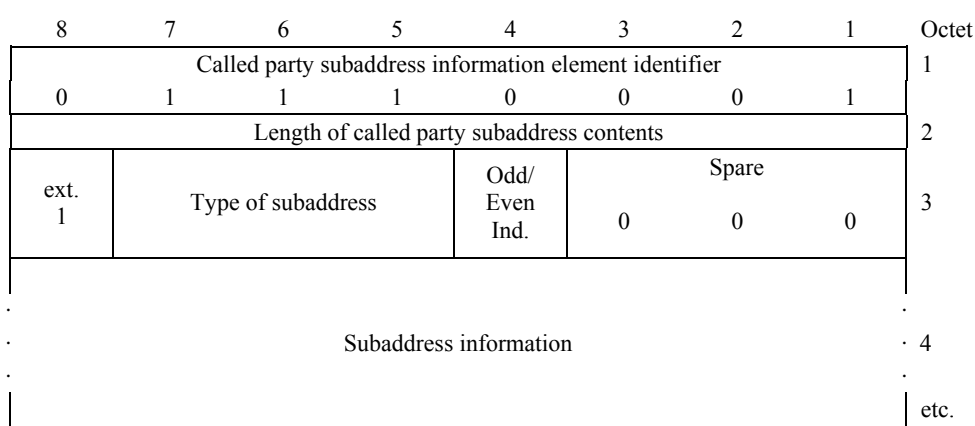 8 7 6 5 4 3 2 1 Octet
Called party subaddress information element identifier 1
0 1 1 1 0 0 0 1
Length of called party subaddress contents 2
ext. 1 Type of subaddress Odd/ Even Ind. Spare 0 0 0 3
Subaddress information 4
etc.